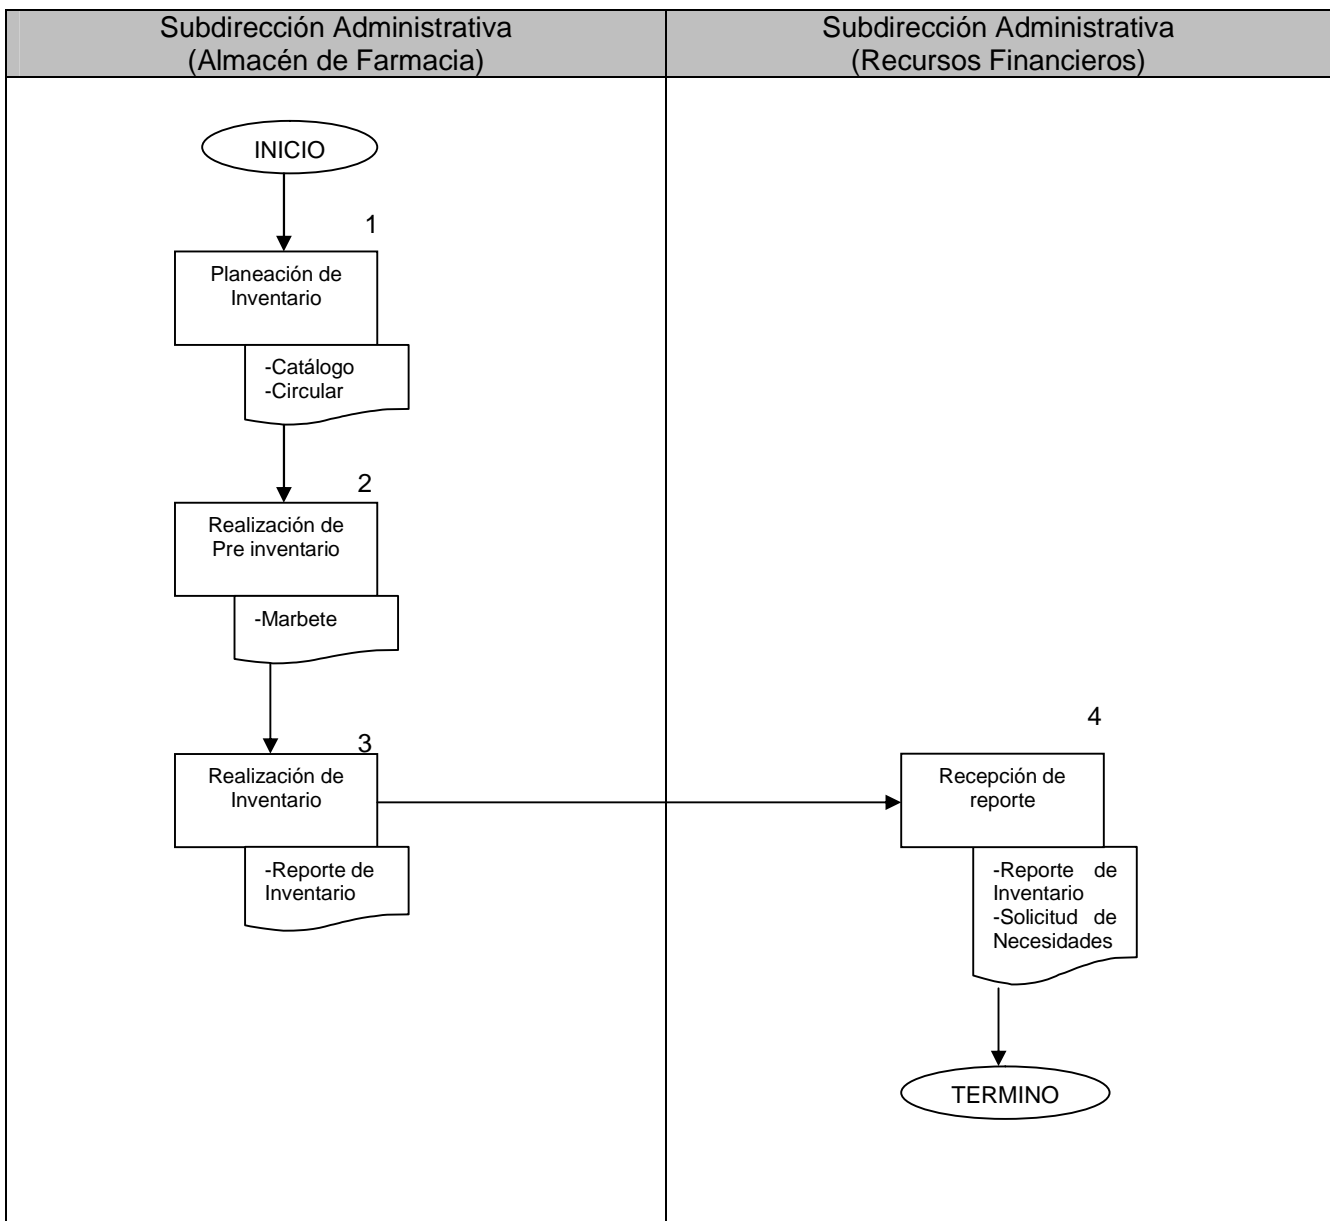 Subdirección Administrativa
(Almacén de Farmacia)
Subdirección Administrativa
(Recursos Financieros)
INICIO
1
Planeación de
Inventario
-Catálogo
-Circular
2
Realización de
Pre inventario
-Marbete
3
Realización de
Inventario
-Reporte de
Inventario
4
Recepción de
reporte
-Reporte de
Inventario
-Solicitud de
Necesidades
TERMINO